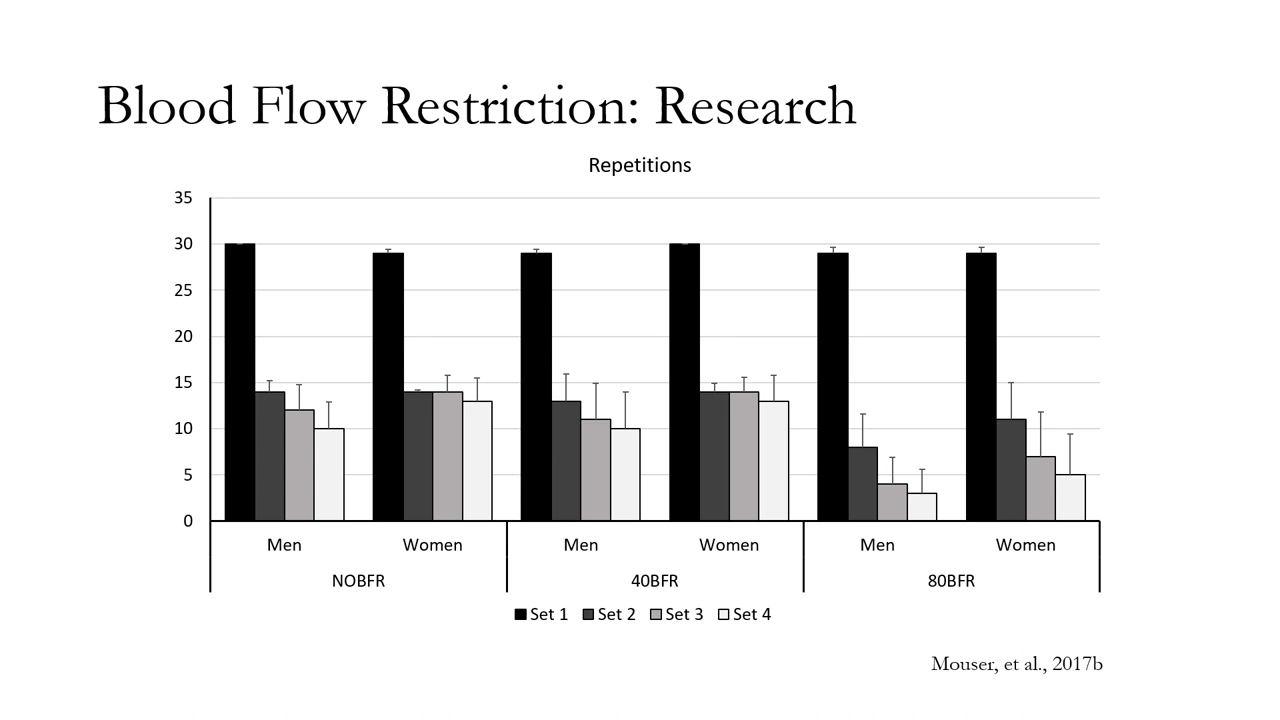 Blood Flow Restriction: Research
Repetitions
35
30
25
20
15
10
5
0
Men Women Men Women Men Women
NOBFR 40BFR 80BFR
Set 1 Set 2 Set 3 Set 4
Mouser, et al., 2017b